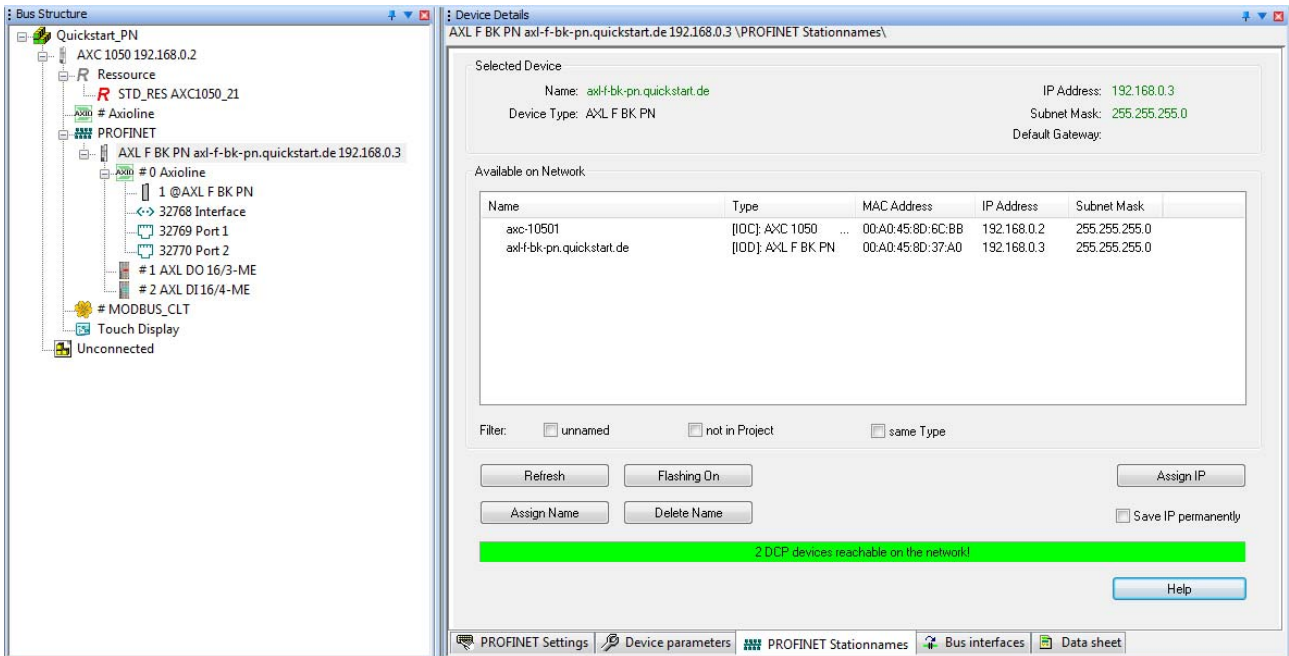 Bus Structure
Quickstart_PN
AXC 1050 192.168.0.2
R Ressource
R STD_RES AXC1050_21
AXIO # Axioline
PROFINET
AXL F BK PN axl-f-bk-pn.quickstart.de 192.168.0.3
AXIO # 0 Axioline
1 @AXL F BK PN
32768 Interface
32769 Port 1
32770 Port 2
# 1 AXL DO 16/3-ME
# 2 AXL DI 16/4-ME
# MODBUS_CLT
Touch Display
Unconnected
Device Details
AXL F BK PN axl-f-bk-pn.quickstart.de 192.168.0.3 \PROFINET Stationnames\
Selected Device
Name: axl-f-bk-pn.quickstart.de IP Address: 192.168.0.3
Device Type: AXL F BK PN Subnet Mask: 255.255.255.0
Default Gateway:
Available on Network
Name Type MAC Address IP Address Subnet Mask
axc-10501 [IOC]: AXC 1050 ... 00:A0:45:8D:6C:BB 192.168.0.2 255.255.255.0
axl-f-bk-pn.quickstart.de [IOD]: AXL F BK PN 00:A0:45:8D:37:A0 192.168.0.3 255.255.255.0
Filter: unnamed not in Project same Type
Refresh Flashing On Assign IP
Assign Name Delete Name Save IP permanently
2 DCP devices reachable on the network!
Help
PROFINET Settings Device parameters PROFINET Stationnames Bus interfaces Data sheet